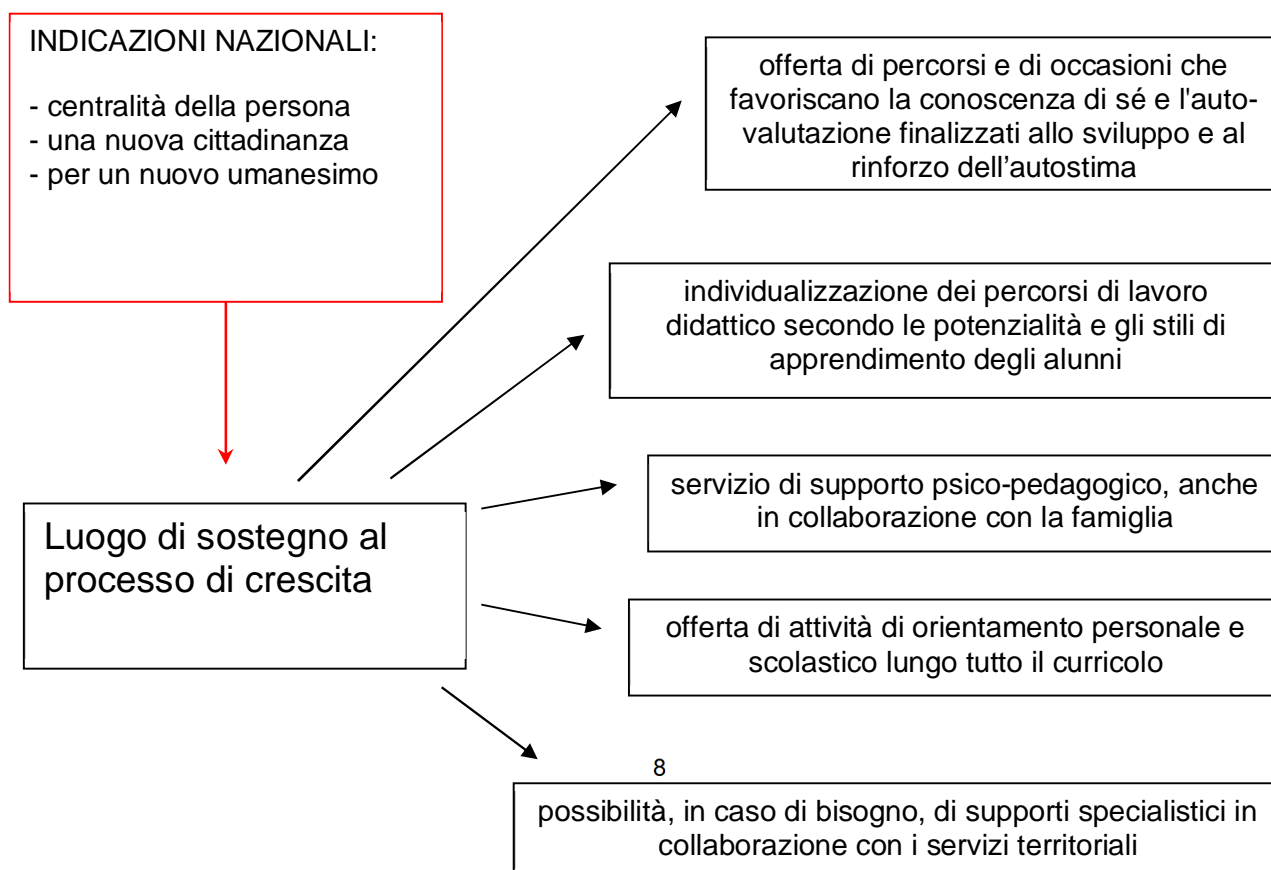 INDICAZIONI NAZIONALI:
- centralità della persona
- una nuova cittadinanza
- per un nuovo umanesimo
offerta di percorsi e di occasioni che
favoriscano la conoscenza di sé e l'auto-
valutazione finalizzati allo sviluppo e al
rinforzo dell’autostima
individualizzazione dei percorsi di lavoro
didattico secondo le potenzialità e gli stili di
apprendimento degli alunni
servizio di supporto psico-pedagogico, anche
in collaborazione con la famiglia
Luogo di sostegno al
processo di crescita
offerta di attività di orientamento personale e
scolastico lungo tutto il curricolo
8
possibilità, in caso di bisogno, di supporti specialistici in
collaborazione con i servizi territoriali